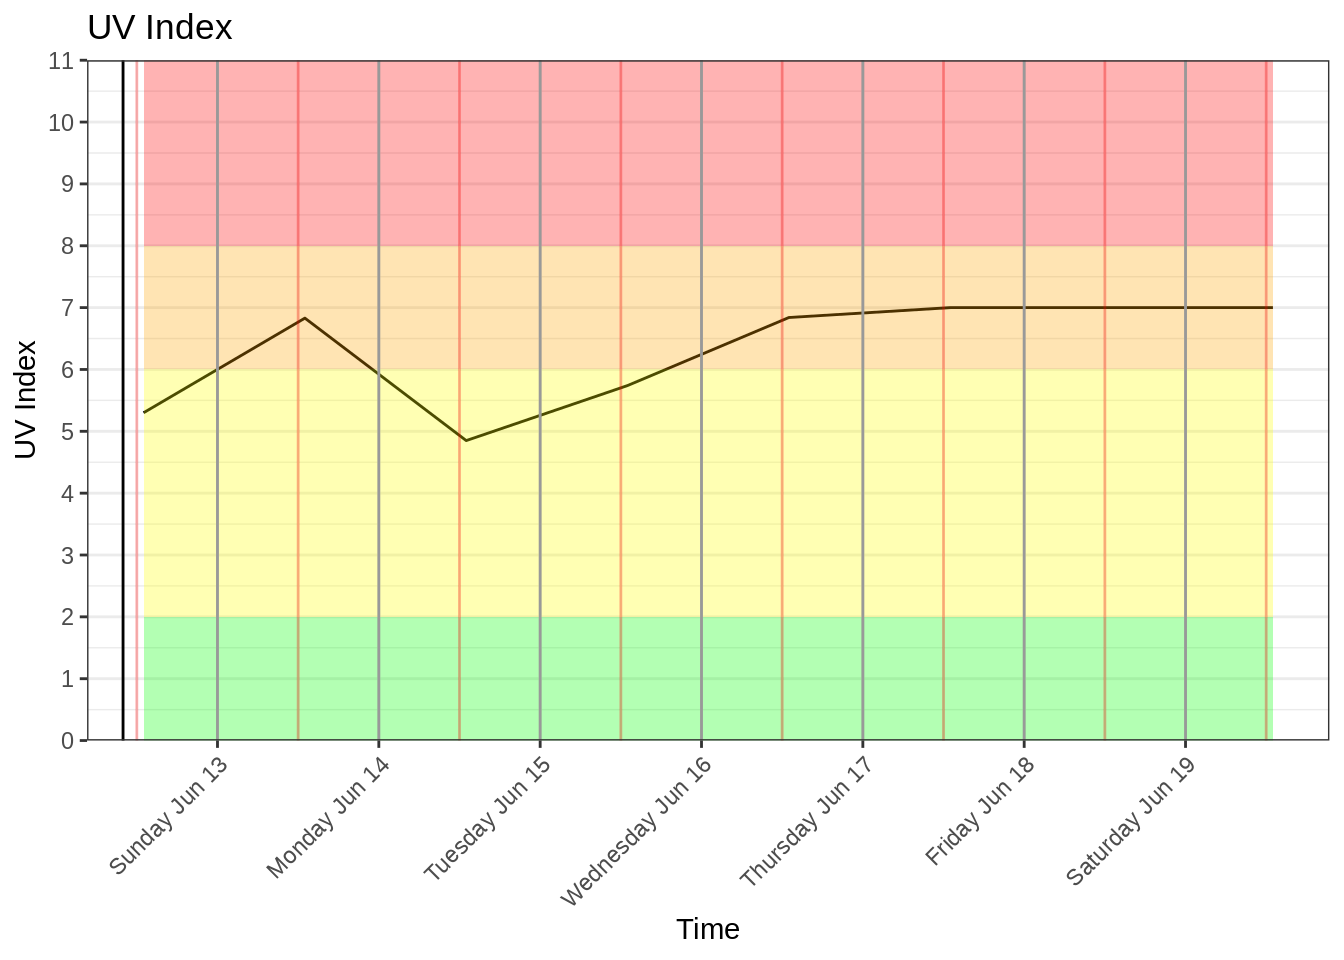 UV Index
11
10
9
8
7
6
5
4
3
2
1
0
UV Index
Sunday Jun 13
Monday Jun 14
Tuesday Jun 15
Wednesday Jun 16
Thursday Jun 17
Friday Jun 18
Saturday Jun 19
Time